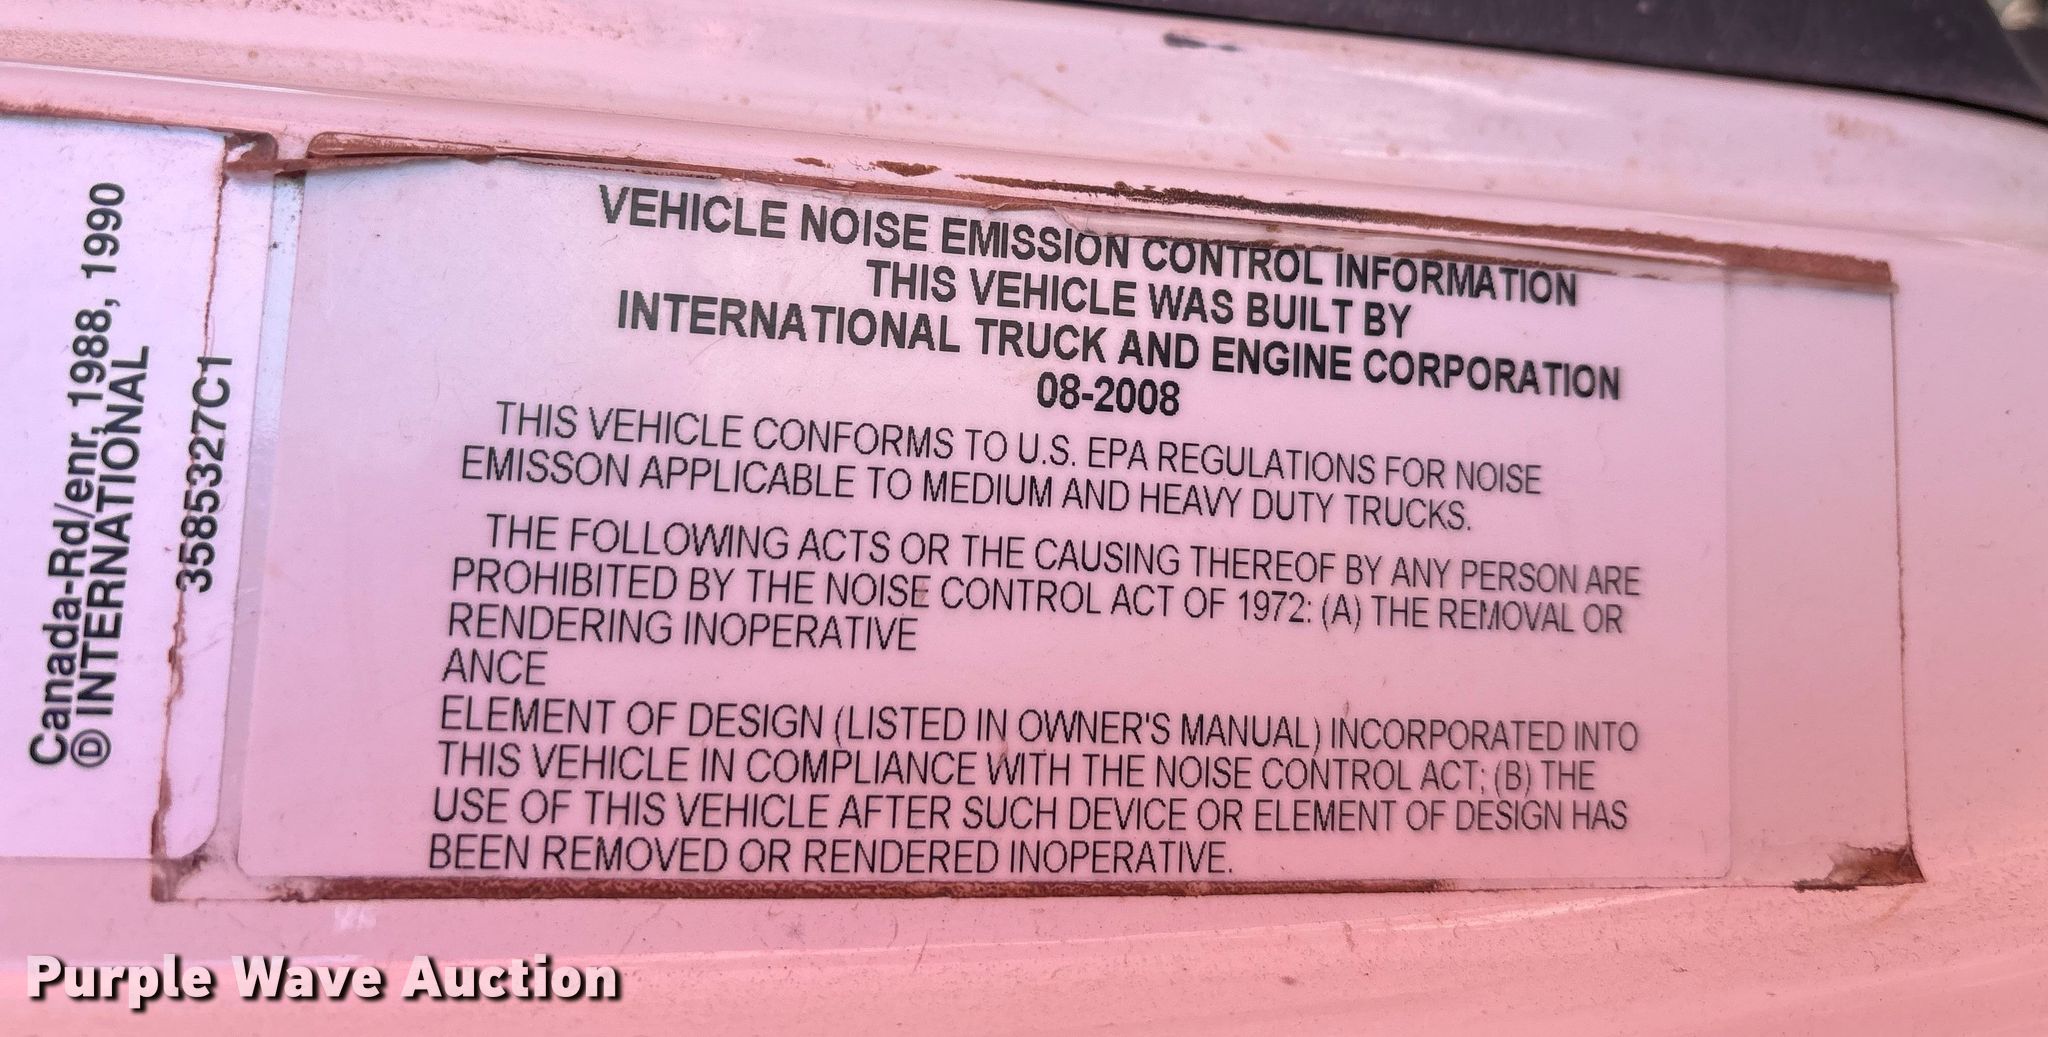 Canada-Rd/enr, 1988, 1990
Ⓓ INTERNATIONAL
3585327C1
VEHICLE NOISE EMISSION CONTROL INFORMATION
THIS VEHICLE WAS BUILT BY
INTERNATIONAL TRUCK AND ENGINE CORPORATION
08-2008
THIS VEHICLE CONFORMS TO U.S. EPA REGULATIONS FOR NOISE
EMISSON APPLICABLE TO MEDIUM AND HEAVY DUTY TRUCKS.
THE FOLLOWING ACTS OR THE CAUSING THEREOF BY ANY PERSON ARE
PROHIBITED BY THE NOISE CONTROL ACT OF 1972: (A) THE REMOVAL OR
RENDERING INOPERATIVE
ANCE
ELEMENT OF DESIGN (LISTED IN OWNER'S MANUAL) INCORPORATED INTO
THIS VEHICLE IN COMPLIANCE WITH THE NOISE CONTROL ACT; (B) THE
USE OF THIS VEHICLE AFTER SUCH DEVICE OR ELEMENT OF DESIGN HAS
BEEN REMOVED OR RENDERED INOPERATIVE.
Purple Wave Auction